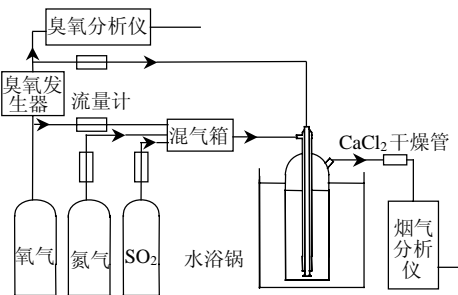 臭氧分析仪
臭氧发
生器
流量计
混气箱
CaCl₂干燥管
氧气
氮气
SO₂
水浴锅
烟气
分析
仪